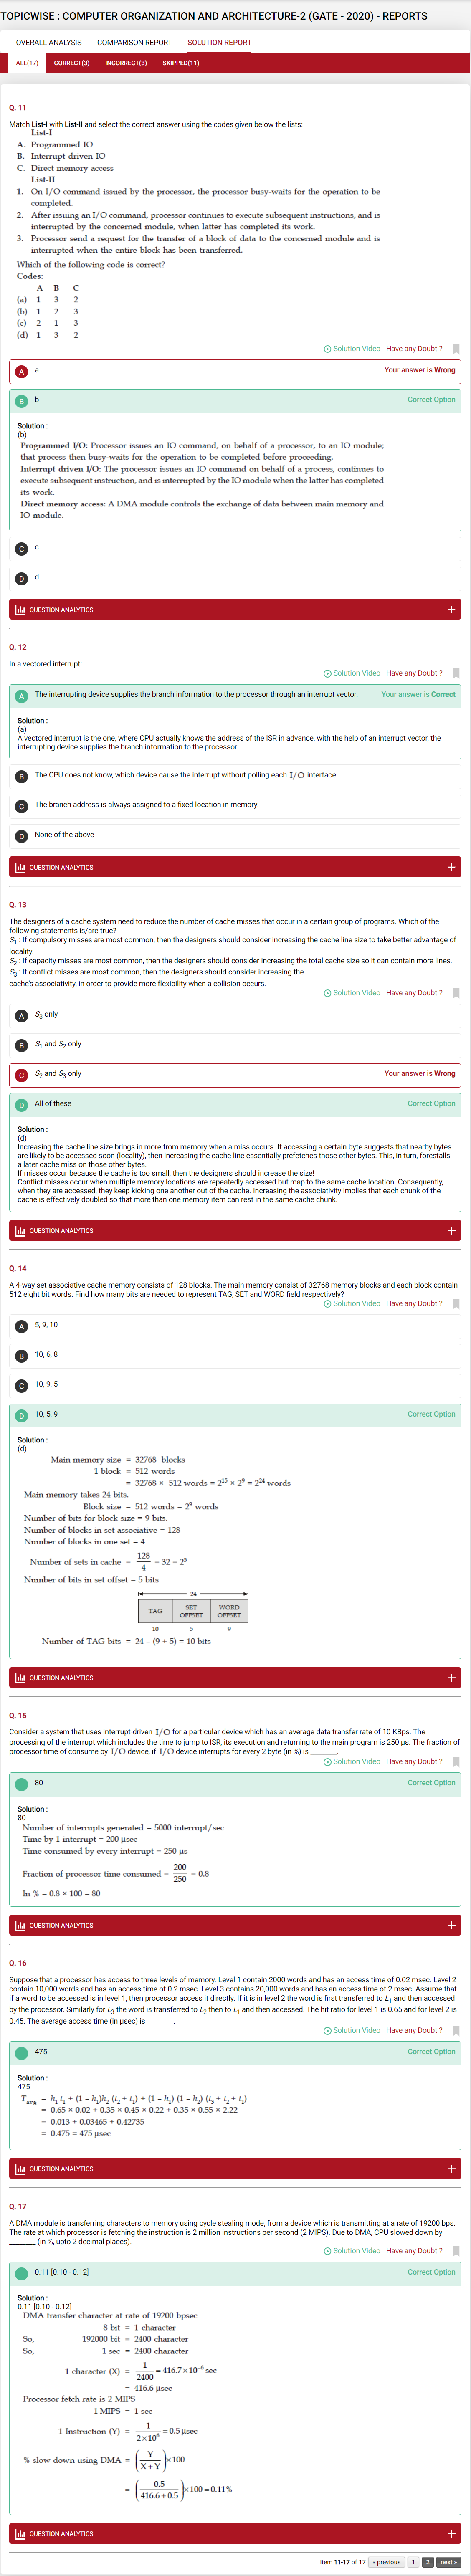 TOPICWISE : COMPUTER ORGANIZATION AND ARCHITECTURE-2 (GATE - 2020) - REPORTS
OVERALL ANALYSIS COMPARISON REPORT SOLUTION REPORT
ALL(17) CORRECT(3) INCORRECT(3) SKIPPED(11)
Q. 11
Match List-I with List-II and select the correct answer using the codes given below the lists:
List-I
A. Programmed IO
B. Interrupt driven IO
C. Direct memory access
List-II
1. On I/O command issued by the processor, the processor busy-waits for the operation to be
completed.
2. After issuing an I/O command, processor continues to execute subsequent instructions, and is
interrupted by the concerned module, when latter has completed its work.
3. Processor send a request for the transfer of a block of data to the concerned module and is
interrupted when the entire block has been transferred.
Which of the following code is correct?
Codes:
A B C
(a) 1 3 2
(b) 1 2 3
(c) 2 1 3
(d) 1 3 2
Solution Video Have any Doubt ?
A a Your answer is Wrong
B b Correct Option
Solution :
(b)
Programmed I/O: Processor issues an IO command, on behalf of a processor, to an IO module;
that process then busy-waits for the operation to be completed before proceeding.
Interrupt driven I/O: The processor issues an IO command on behalf of a process, continues to
execute subsequent instruction, and is interrupted by the IO module when the latter has completed
its work.
Direct memory access: A DMA module controls the exchange of data between main memory and
IO module.
C c
D d
QUESTION ANALYTICS +
Q. 12
In a vectored interrupt:
Solution Video Have any Doubt ?
A The interrupting device supplies the branch information to the processor through an interrupt vector. Your answer is Correct
Solution :
(a)
A vectored interrupt is the one, where CPU actually knows the address of the ISR in advance, with the help of an interrupt vector, the
interrupting device supplies the branch information to the processor.
B The CPU does not know, which device cause the interrupt without polling each I/O interface.
C The branch address is always assigned to a fixed location in memory.
D None of the above
QUESTION ANALYTICS +
Q. 13
The designers of a cache system need to reduce the number of cache misses that occur in a certain group of programs. Which of the
following statements is/are true?
S1 : If compulsory misses are most common, then the designers should consider increasing the cache line size to take better advantage of
locality.
S2 : If capacity misses are most common, then the designers should consider increasing the total cache size so it can contain more lines.
S3 : If conflict misses are most common, then the designers should consider increasing the
cache's associativity, in order to provide more flexibility when a collision occurs.
Solution Video Have any Doubt ?
A S3 only
B S1 and S2 only
C S2 and S3 only Your answer is Wrong
D All of these Correct Option
Solution :
(d)
Increasing the cache line size brings in more from memory when a miss occurs. If accessing a certain byte suggests that nearby bytes
are likely to be accessed soon (locality), then increasing the cache line essentially prefetches those other bytes. This, in turn, forestalls
a later cache miss on those other bytes.
If misses occur because the cache is too small, then the designers should increase the size!
Conflict misses occur when multiple memory locations are repeatedly accessed but map to the same cache location. Consequently,
when they are accessed, they keep kicking one another out of the cache. Increasing the associativity implies that each chunk of the
cache is effectively doubled so that more than one memory item can rest in the same cache chunk.
QUESTION ANALYTICS +
Q. 14
A 4-way set associative cache memory consists of 128 blocks. The main memory consist of 32768 memory blocks and each block contain
512 eight bit words. Find how many bits are needed to represent TAG, SET and WORD field respectively?
Solution Video Have any Doubt ?
A 5, 9, 10
B 10, 6, 8
C 10, 9, 5
D 10, 5, 9 Correct Option
Solution :
(d)
Main memory size = 32768 blocks
1 block = 512 words
= 32768 × 512 words = 2^15 × 2^9 = 2^24 words
Main memory takes 24 bits.
Block size = 512 words = 2^9 words
Number of bits for block size = 9 bits.
Number of blocks in set associative = 128
Number of blocks in one set = 4
Number of sets in cache = 128/4 = 32 = 2^5
Number of bits in set offset = 5 bits
24
TAG SET OFFSET WORD OFFSET
10 5 9
Number of TAG bits = 24 – (9 + 5) = 10 bits
QUESTION ANALYTICS +
Q. 15
Consider a system that uses interrupt-driven I/O for a particular device which has an average data transfer rate of 10 KBps. The
processing of the interrupt which includes the time to jump to ISR, its execution and returning to the main program is 250 μs. The fraction of
processor time of consume by I/O device, if I/O device interrupts for every 2 byte (in %) is ________.
Solution Video Have any Doubt ?
80 Correct Option
Solution :
80
Number of interrupts generated = 5000 interrupt/sec
Time by 1 interrupt = 200 μsec
Time consumed by every interrupt = 250 μs
Fraction of processor time consumed = 200/250 = 0.8
In % = 0.8 × 100 = 80
QUESTION ANALYTICS +
Q. 16
Suppose that a processor has access to three levels of memory. Level 1 contain 2000 words and has an access time of 0.02 msec. Level 2
contain 10,000 words and has an access time of 0.2 msec. Level 3 contains 20,000 words and has an access time of 2 msec. Assume that
if a word to be accessed is in level 1, then processor access it directly. If it is in level 2 the word is first transferred to L1 and then accessed
by the processor. Similarly for L3 the word is transferred to L2 then to L1 and then accessed. The hit ratio for level 1 is 0.65 and for level 2 is
0.45. The average access time (in μsec) is ________.
Solution Video Have any Doubt ?
475 Correct Option
Solution :
475
Tavg = h1 t1 + (1 – h1)h2 (t2 + t1) + (1 – h1) (1 – h2) (t3 + t2 + t1)
= 0.65 × 0.02 + 0.35 × 0.45 × 0.22 + 0.35 × 0.55 × 2.22
= 0.013 + 0.03465 + 0.42735
= 0.475 = 475 μsec
QUESTION ANALYTICS +
Q. 17
A DMA module is transferring characters to memory using cycle stealing mode, from a device which is transmitting at a rate of 19200 bps.
The rate at which processor is fetching the instruction is 2 million instructions per second (2 MIPS). Due to DMA, CPU slowed down by
________ (in %, upto 2 decimal places).
Solution Video Have any Doubt ?
0.11 [0.10 - 0.12] Correct Option
Solution :
0.11 [0.10 - 0.12]
DMA transfer character at rate of 19200 bpsec
8 bit = 1 character
So, 192000 bit = 2400 character
So, 1 sec = 2400 character
1 character (X) = 1/2400 = 416.7×10^-6 sec
= 416.6 μsec
Processor fetch rate is 2 MIPS
1 MIPS = 1 sec
1 Instruction (Y) = 1/(2×10^6) = 0.5 μsec
% slow down using DMA = (Y/(X+Y))×100
= (0.5/(416.6+0.5))×100 = 0.11%
QUESTION ANALYTICS +
Item 11-17 of 17 « previous 1 2 next »